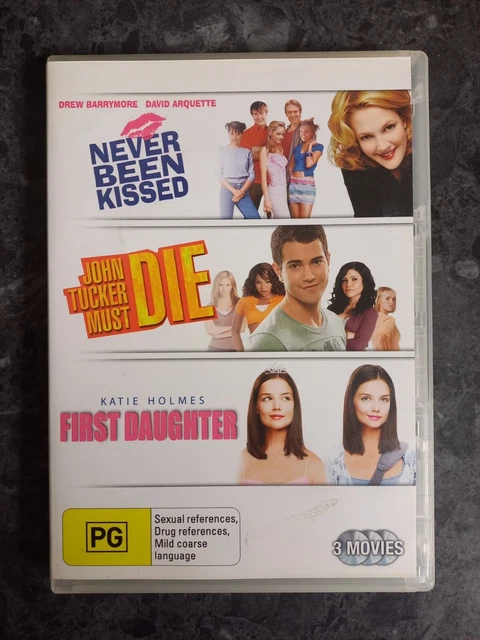 DREW BARRYMORE DAVID ARQUETTE
NEVER
BEEN
KISSED
JOHN
TUCKER
MUST
DIE
KATIE HOLMES
FIRST DAUGHTER
PG
Sexual references,
Drug references,
Mild coarse
language
3 MOVIES